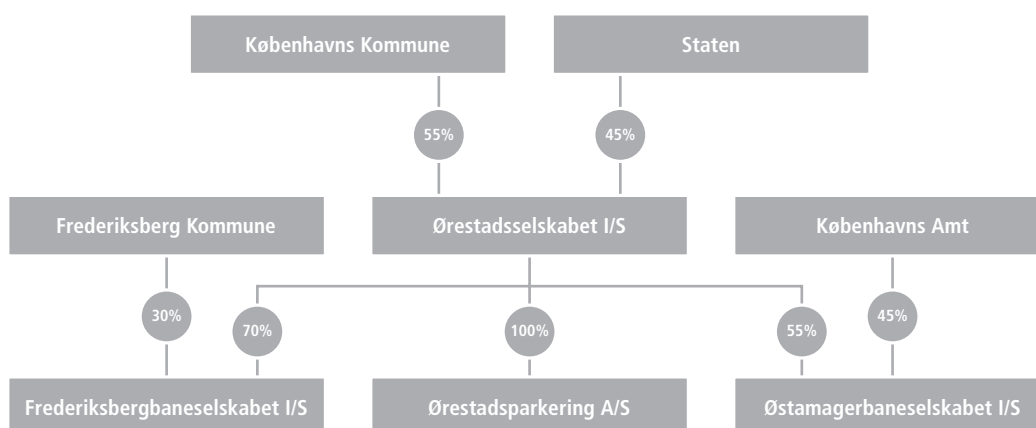 Københavns Kommune
Staten
55%
45%
Frederiksberg Kommune
Ørestadsselskabet I/S
Københavns Amt
30%
70%
100%
55%
45%
Frederiksbergbaneselskabet I/S
Ørestadsparkering A/S
Østamagerbaneselskabet I/S